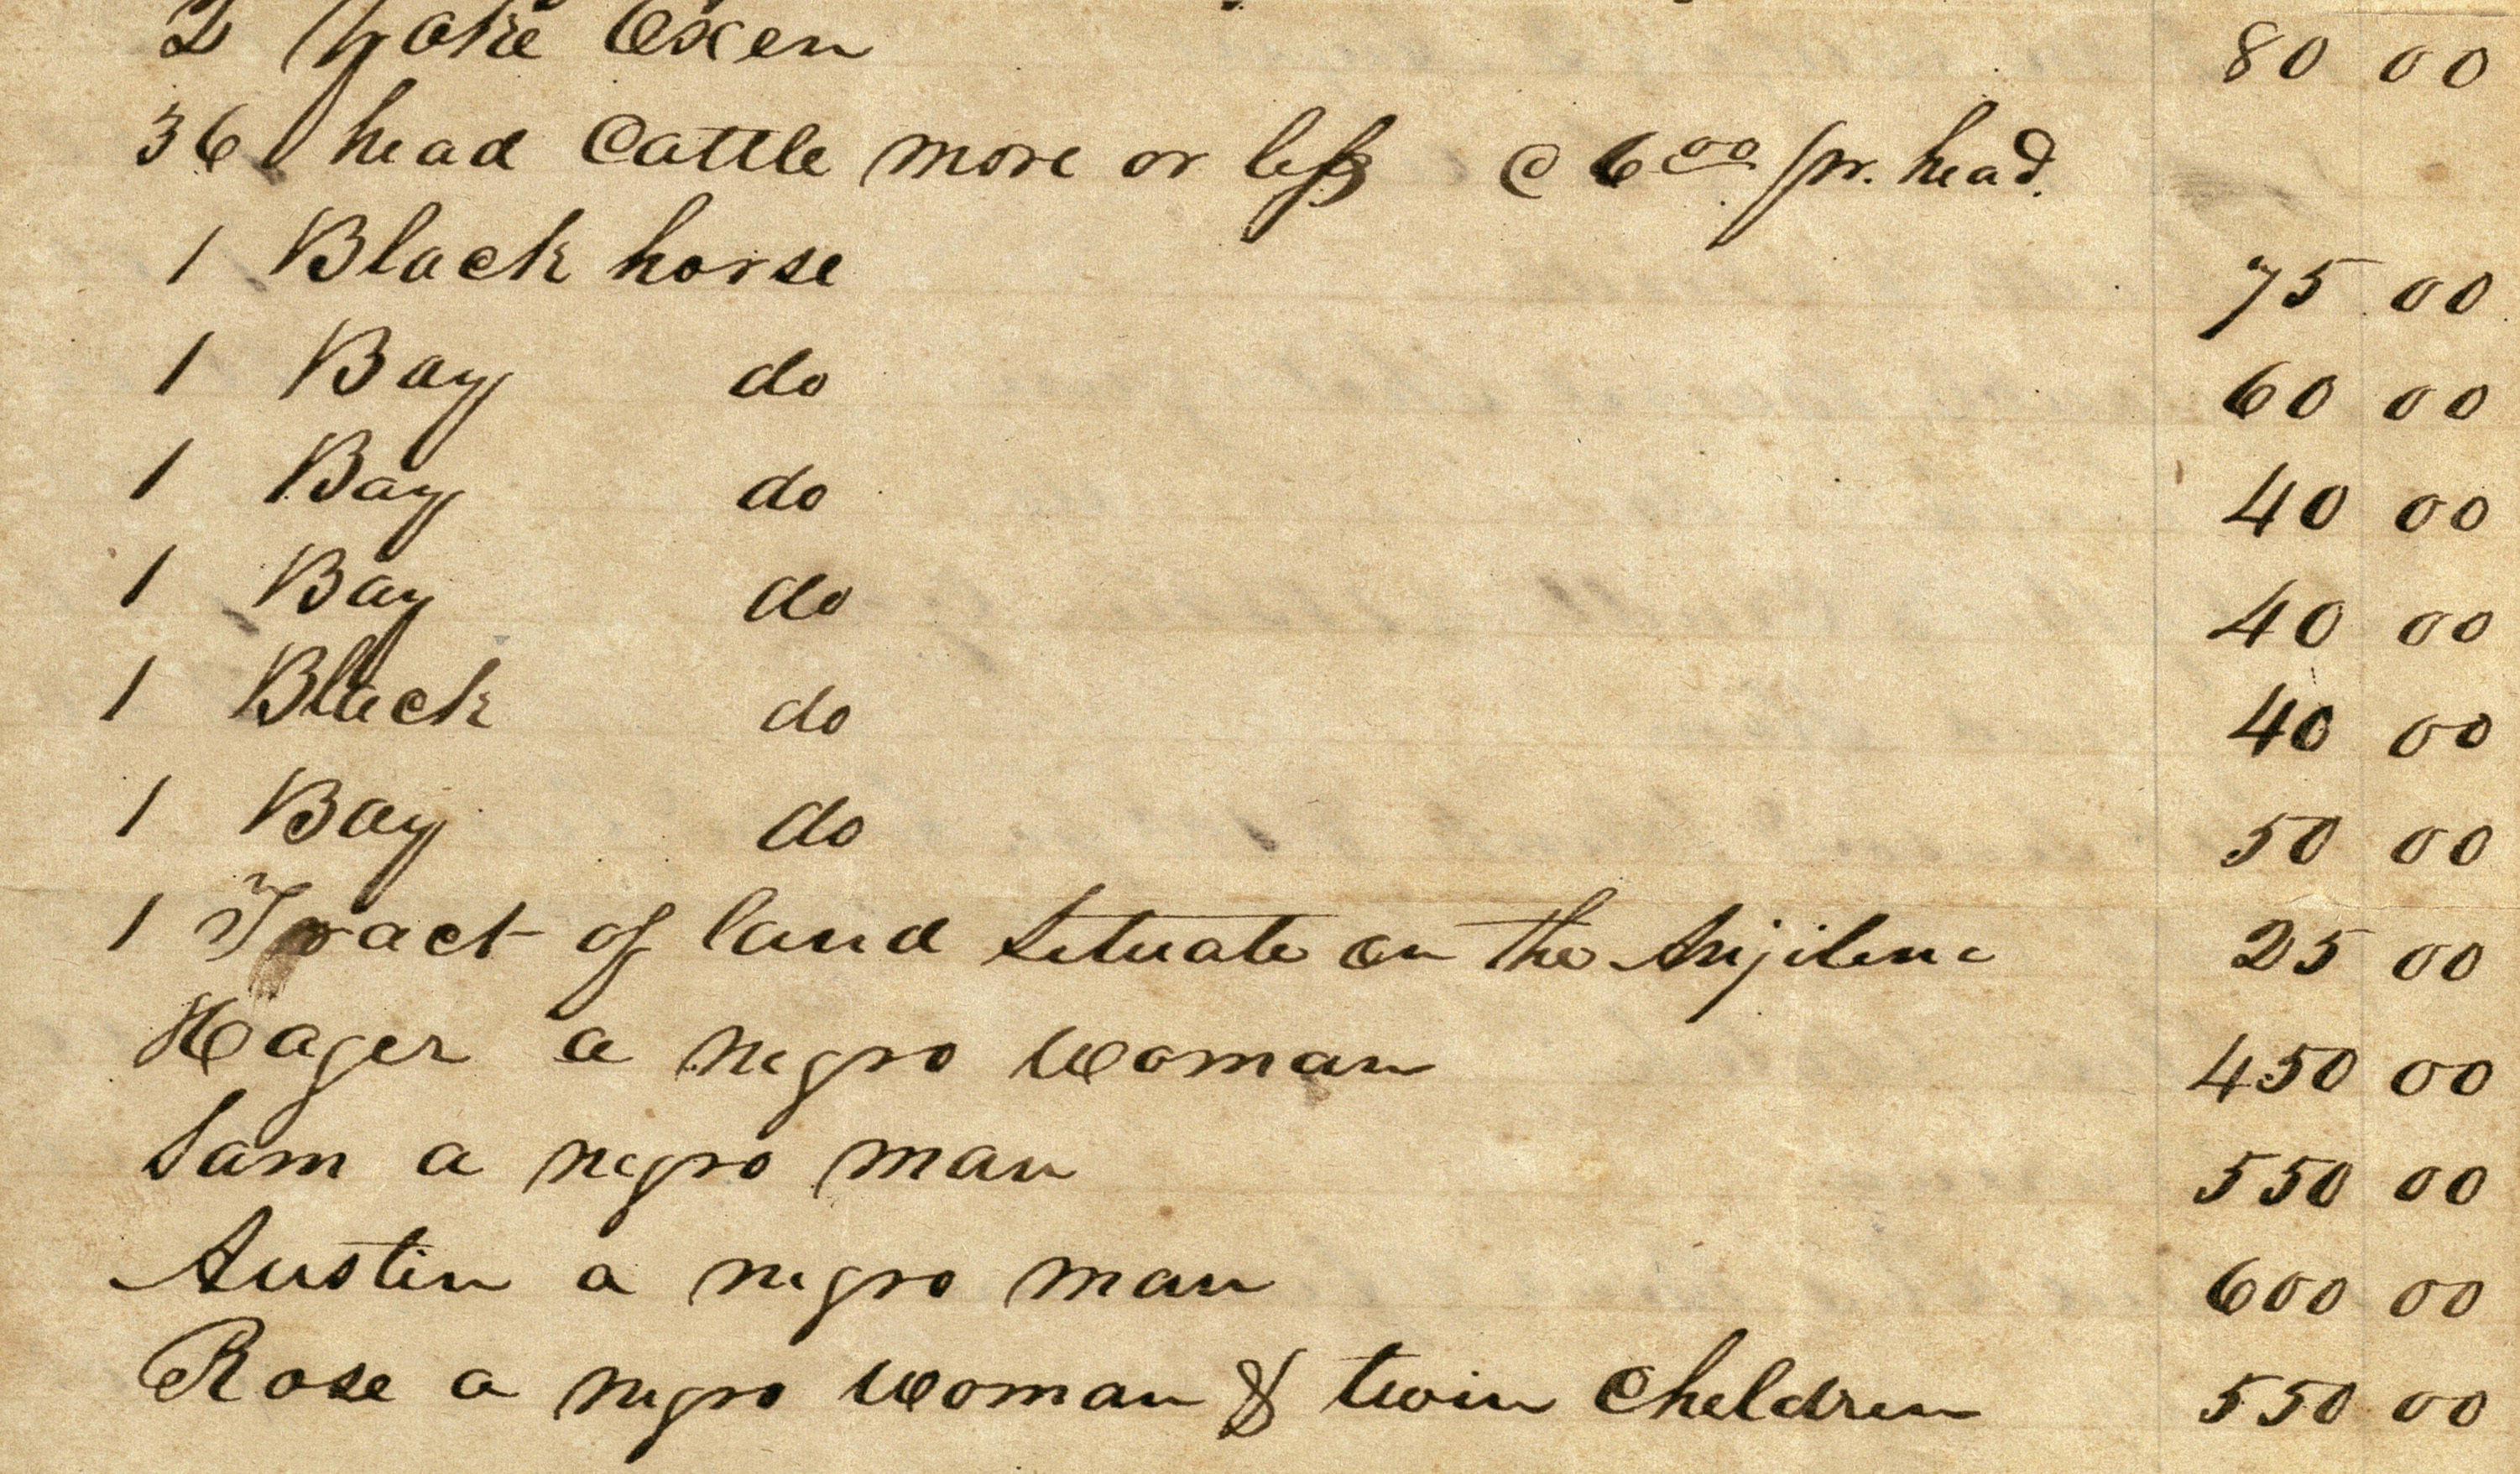 2 Yoke Oxen 80 00
36 head Cattle more or less @ 6 00 pr. head.
1 Black horse 75 00
1 Bay do 60 00
1 Bay do 40 00
1 Bay do 40 00
1 Black do 40 00
1 Bay do 50 00
1 Tract of land Situate on the 25 00
Hager a negro woman 450 00
Sam a negro man 550 00
Austin a negro man 600 00
Rose a negro woman & twin Children 550 00